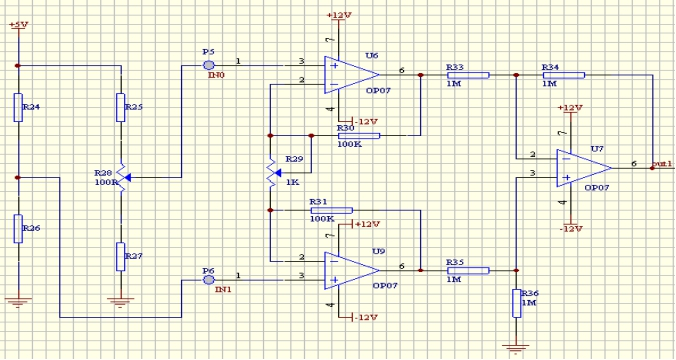 +5V
+12V
P5
1
IN0
3
2
7
U6
6
OP07
4
-12V
R33
1M
R34
1M
+12V
7
U7
2
3
6
out1
OP07
4
-12V
R24
R25
R28
100R
R26
R27
R30
100K
R29
1K
R31
100K
+12V
7
U9
2
3
6
OP07
4
-12V
P6
1
IN1
R35
1M
R36
1M